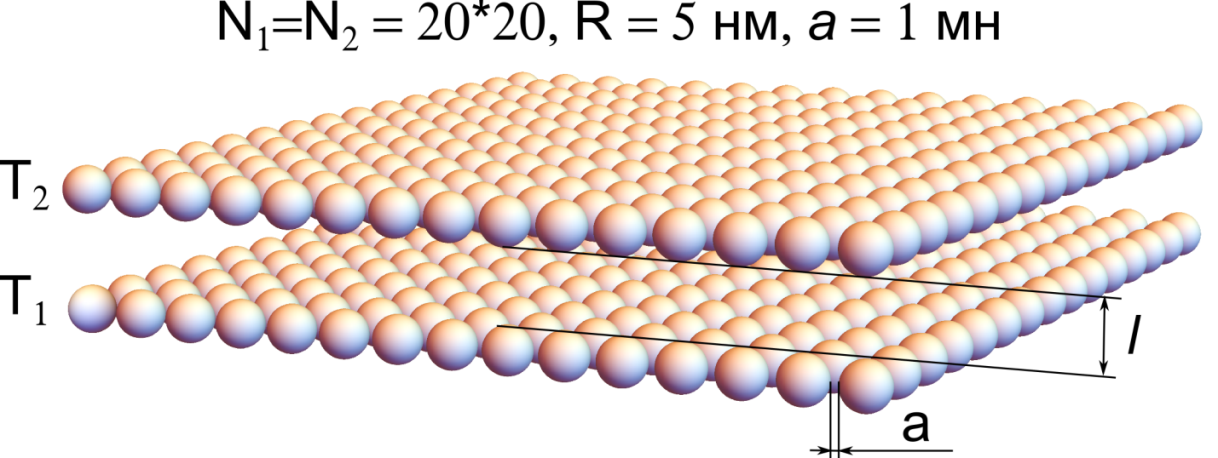 N₁=N₂ = 20*20, R = 5 нм, a = 1 мн
T₂
T₁
l
a